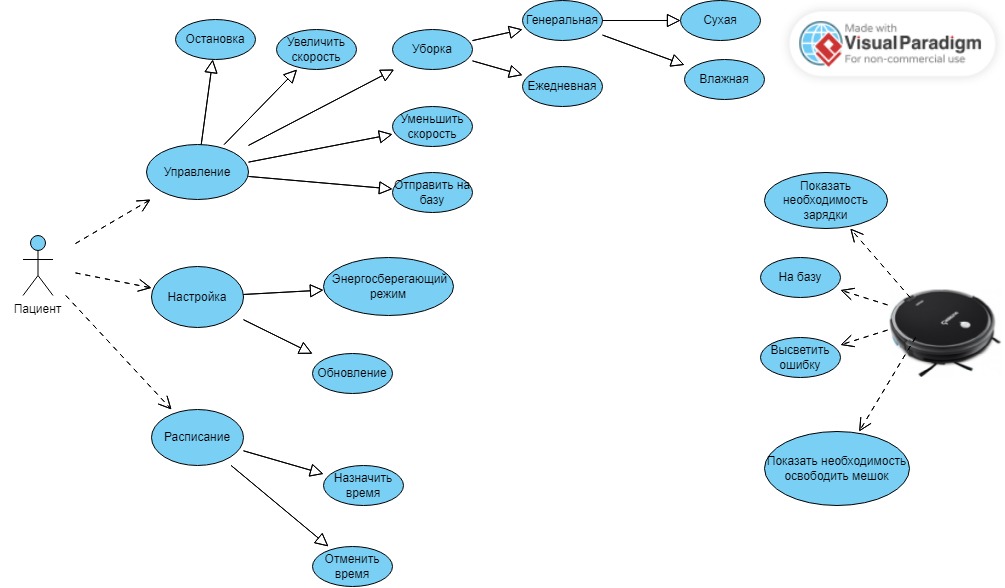 Остановка
Увеличить
скорость
Уборка
Генеральная
Сухая
Ежедневная
Влажная
Made with
VisualParadigm
For non-commercial use
Управление
Уменьшить
скорость
Отправить на
базу
Пациент
Настройка
Энергосберегающий
режим
Обновление
Расписание
Назначить
время
Отменить
время
Показать
необходимость
зарядки
На базу
Высветить
ошибку
Показать необходимость
освободить мешок